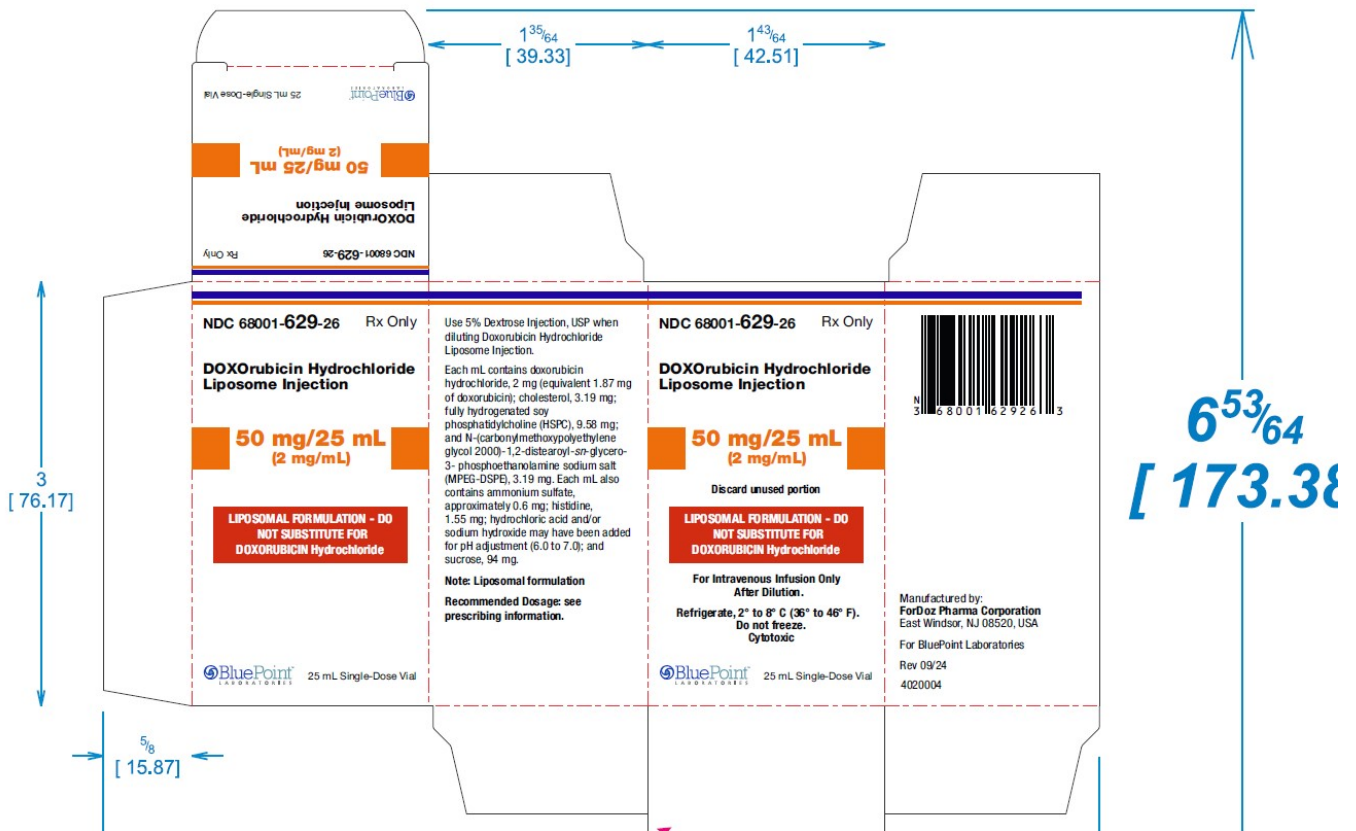 1 35/64
[ 39.33]
1 43/64
[ 42.51]
BluePoint
LABORATORIES
25 mL Single-Dose Vial
50 mg/25 mL
(2 mg/mL)
DOXOrubicin Hydrochloride
Liposome Injection
NDC 68001-629-26 Rx Only
3
[ 76.17]
NDC 68001-629-26 Rx Only
DOXOrubicin Hydrochloride
Liposome Injection
50 mg/25 mL
(2 mg/mL)
LIPOSOMAL FORMULATION - DO
NOT SUBSTITUTE FOR
DOXORUBICIN Hydrochloride
BluePoint
LABORATORIES
25 mL Single-Dose Vial
Use 5% Dextrose Injection, USP when
diluting Doxorubicin Hydrochloride
Liposome Injection.
Each mL contains doxorubicin
hydrochloride, 2 mg (equivalent 1.87 mg
of doxorubicin); cholesterol, 3.19 mg;
fully hydrogenated soy
phosphatidylcholine (HSPC), 9.58 mg;
and N-(carbonylmethoxypolyethylene
glycol 2000)-1,2-distearoyl-sn-glycero-
3- phosphoethanolamine sodium salt
(MPEG-DSPE), 3.19 mg. Each mL also
contains ammonium sulfate,
approximately 0.6 mg; histidine,
1.55 mg; hydrochloric acid and/or
sodium hydroxide may have been added
for pH adjustment (6.0 to 7.0); and
sucrose, 94 mg.
Note: Liposomal formulation
Recommended Dosage: see
prescribing information.
NDC 68001-629-26 Rx Only
DOXOrubicin Hydrochloride
Liposome Injection
50 mg/25 mL
(2 mg/mL)
Discard unused portion
LIPOSOMAL FORMULATION - DO
NOT SUBSTITUTE FOR
DOXORUBICIN Hydrochloride
For Intravenous Infusion Only
After Dilution.
Refrigerate, 2° to 8° C (36° to 46° F).
Do not freeze.
Cytotoxic
BluePoint
LABORATORIES
25 mL Single-Dose Vial
N
3 68001 62926 3
Manufactured by:
ForDoz Pharma Corporation
East Windsor, NJ 08520, USA
For BluePoint Laboratories
Rev 09/24
4020004
6 53/64
[ 173.38
5/8
[ 15.87]